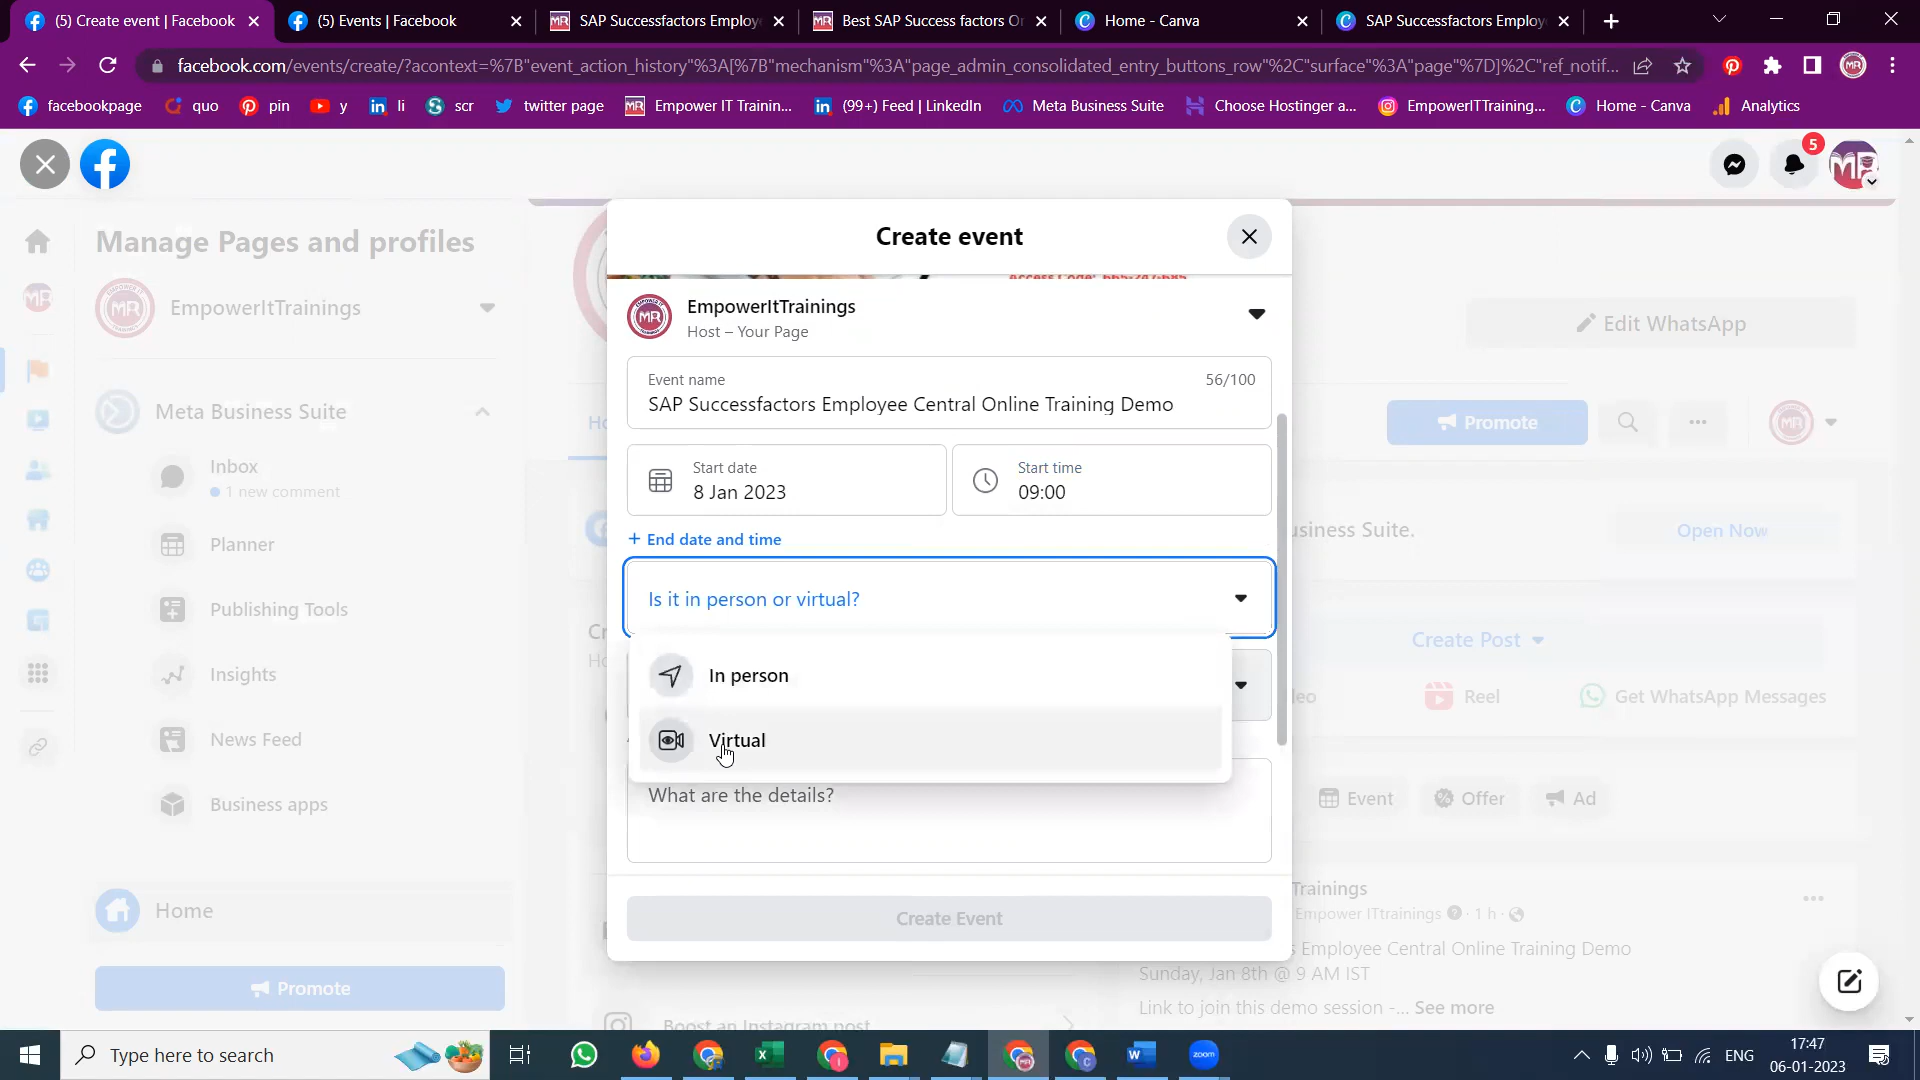 (5) Create event | Facebook
(5) Events | Facebook
SAP Successfactors Employ
Best SAP Success factors O
Home - Canva
SAP Successfactors Employ
facebook.com/events/create/?acontext=%7B"event_action_history"%3A[%7B"mechanism"%3A"page_admin_consolidated_entry_buttons_row"%2C"surface"%3A"page"%7D]%2C"ref_notif...
facebookpage
quo
pin
y
li
scr
twitter page
Empower IT Trainin...
(99+) Feed | LinkedIn
Meta Business Suite
Choose Hostinger a...
EmpowerITTraining...
Home - Canva
Analytics
5
Manage Pages and profiles
EmpowerItTrainings
Meta Business Suite
Inbox
1 new comment
Planner
Publishing Tools
Insights
News Feed
Business apps
Home
Promote
Create event
Access Code: 665-247-685
EmpowerItTrainings
Host – Your Page
Event name
56/100
SAP Successfactors Employee Central Online Training Demo
Start date
8 Jan 2023
Start time
09:00
+ End date and time
Is it in person or virtual?
In person
Virtual
What are the details?
Create Event
Edit WhatsApp
Promote
siness Suite.
Open Now
Create Post
Reel
Get WhatsApp Messages
Event
Offer
Ad
Trainings
Empower ITtrainings · 1 h ·
Employee Central Online Training Demo
Sunday, Jan 8th @ 9 AM IST
Link to join this demo session -... See more
Boost an Instagram post
Type here to search
zoom
ENG
17:47
06-01-2023